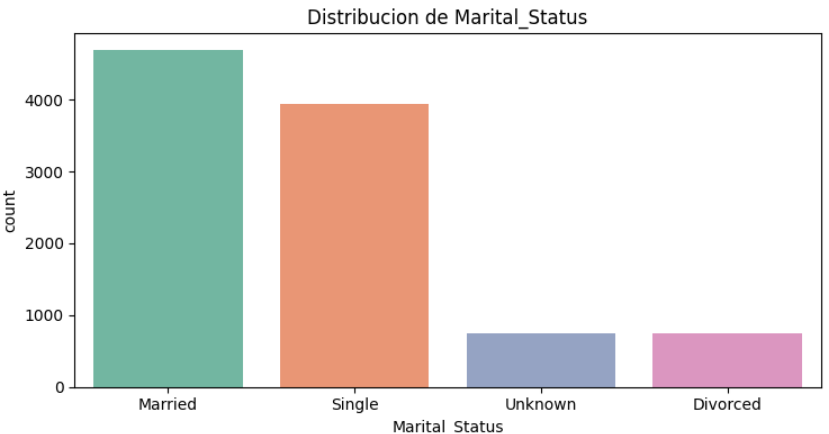 Distribucion de Marital_Status
4000
3000
2000
1000
0
count
Married Single Unknown Divorced
Marital_Status